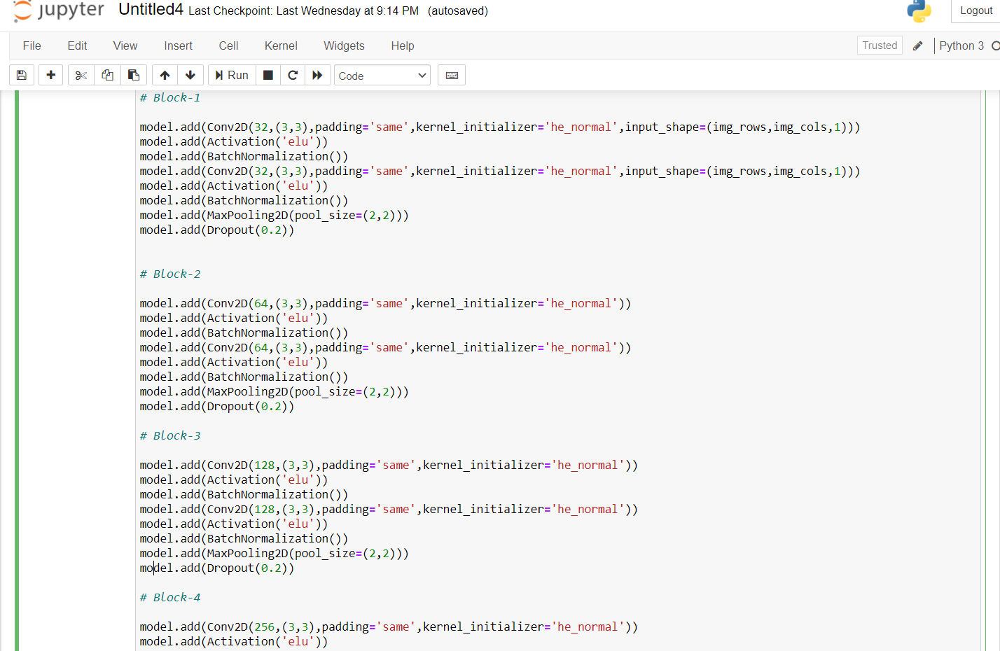 jupyter Untitled4 Last Checkpoint: Last Wednesday at 9:14 PM (autosaved) Logout
File Edit View Insert Cell Kernel Widgets Help Trusted Python 3
Run Code
# Block-1
model.add(Conv2D(32,(3,3),padding='same',kernel_initializer='he_normal',input_shape=(img_rows,img_cols,1)))
model.add(Activation('elu'))
model.add(BatchNormalization())
model.add(Conv2D(32,(3,3),padding='same',kernel_initializer='he_normal',input_shape=(img_rows,img_cols,1)))
model.add(Activation('elu'))
model.add(BatchNormalization())
model.add(MaxPooling2D(pool_size=(2,2)))
model.add(Dropout(0.2))
# Block-2
model.add(Conv2D(64,(3,3),padding='same',kernel_initializer='he_normal'))
model.add(Activation('elu'))
model.add(BatchNormalization())
model.add(Conv2D(64,(3,3),padding='same',kernel_initializer='he_normal'))
model.add(Activation('elu'))
model.add(BatchNormalization())
model.add(MaxPooling2D(pool_size=(2,2)))
model.add(Dropout(0.2))
# Block-3
model.add(Conv2D(128,(3,3),padding='same',kernel_initializer='he_normal'))
model.add(Activation('elu'))
model.add(BatchNormalization())
model.add(Conv2D(128,(3,3),padding='same',kernel_initializer='he_normal'))
model.add(Activation('elu'))
model.add(BatchNormalization())
model.add(MaxPooling2D(pool_size=(2,2)))
model.add(Dropout(0.2))
# Block-4
model.add(Conv2D(256,(3,3),padding='same',kernel_initializer='he_normal'))
model.add(Activation('elu'))